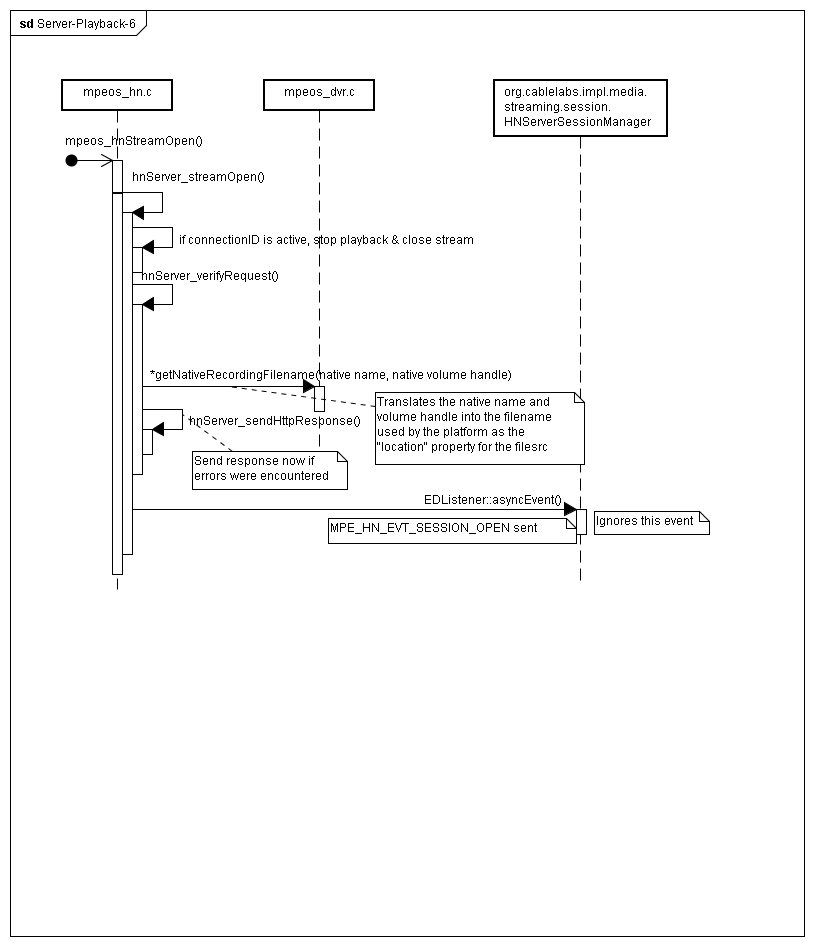 sd Server-Playback-6
mpeos_hn.c
mpeos_dvr.c
org.cablelabs.impl.media.
streaming.session.
HNServerSessionManager
mpeos_hnStreamOpen()
hnServer_streamOpen()
if connectionID is active, stop playback & close stream
hnServer_verifyRequest()
*getNativeRecordingFilename(native name, native volume handle)
Translates the native name and
volume handle into the filename
used by the platform as the
"location" property for the filesrc
hnServer_sendHttpResponse()
Send response now if
errors were encountered
EDListener::asyncEvent()
MPE_HN_EVT_SESSION_OPEN sent
Ignores this event